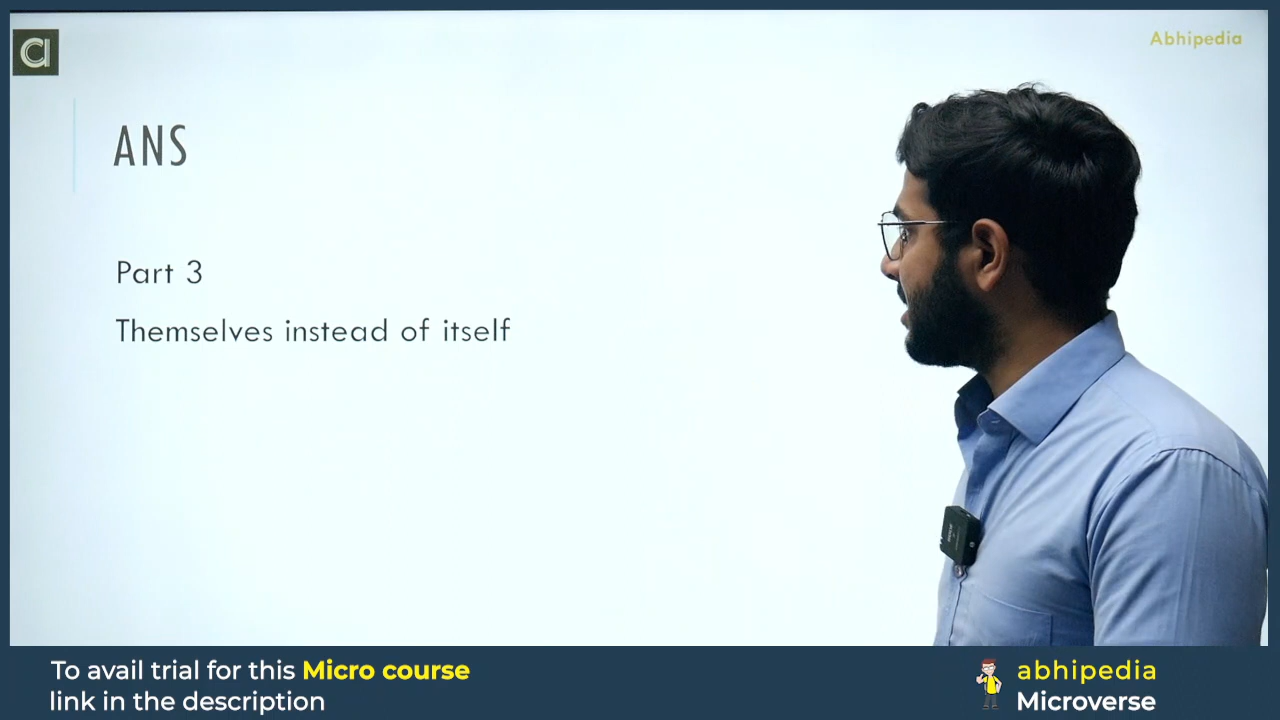 Abhipedia
ANS
Part 3
Themselves instead of itself
To avail trial for this Micro course
link in the description
abhipedia
Microverse